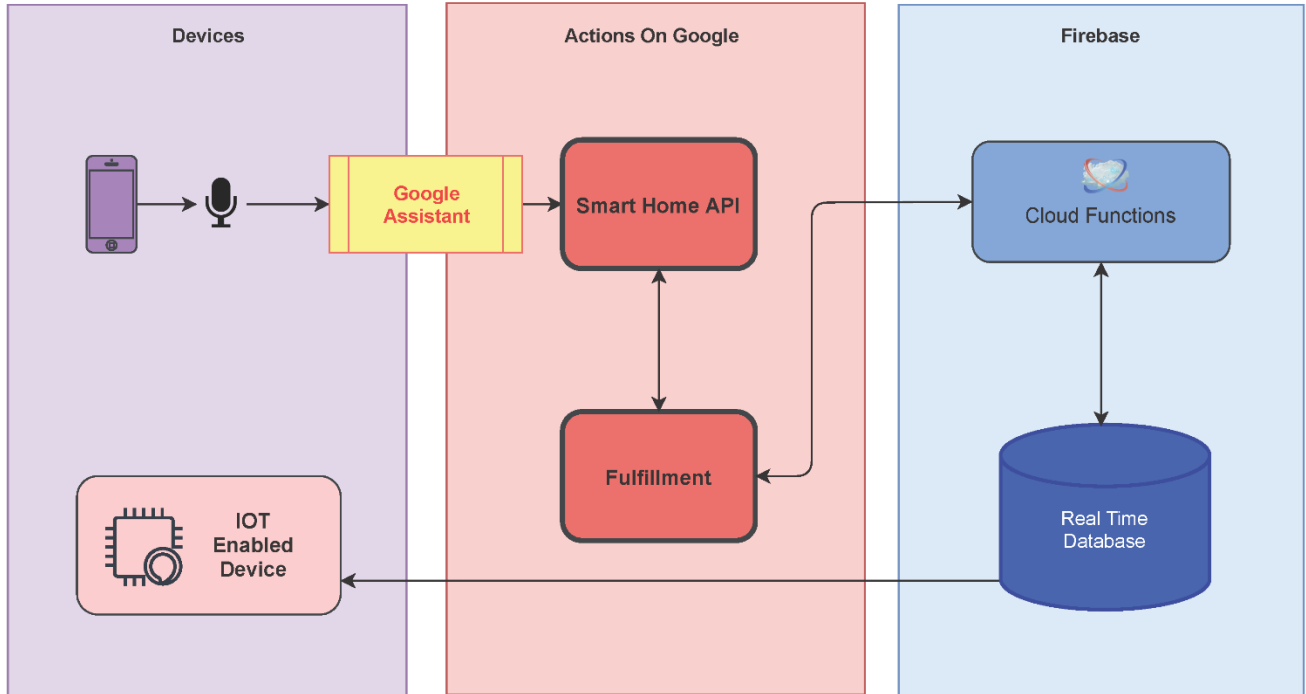 Devices
Actions On Google
Firebase
Google
Assistant
Smart Home API
Cloud Functions
Fulfillment
IOT
Enabled
Device
Real Time
Database